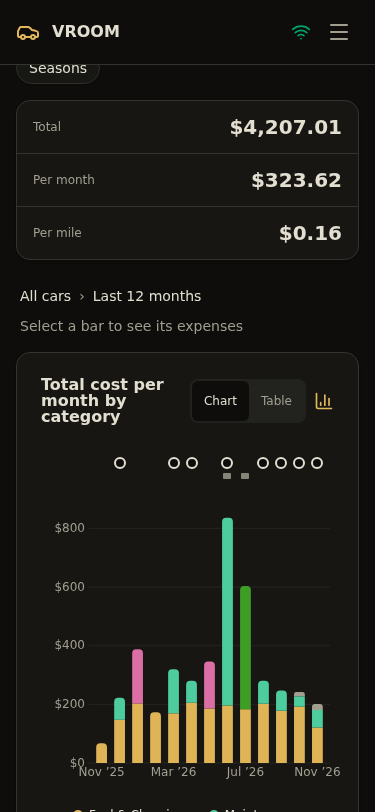 VROOM
Seasons
Total $4,207.01
Per month $323.62
Per mile $0.16
All cars › Last 12 months
Select a bar to see its expenses
Total cost per
month by
category
Chart Table
$800
$600
$400
$200
$0
Nov ’25 Mar ’26 Jul ’26 Nov ’26